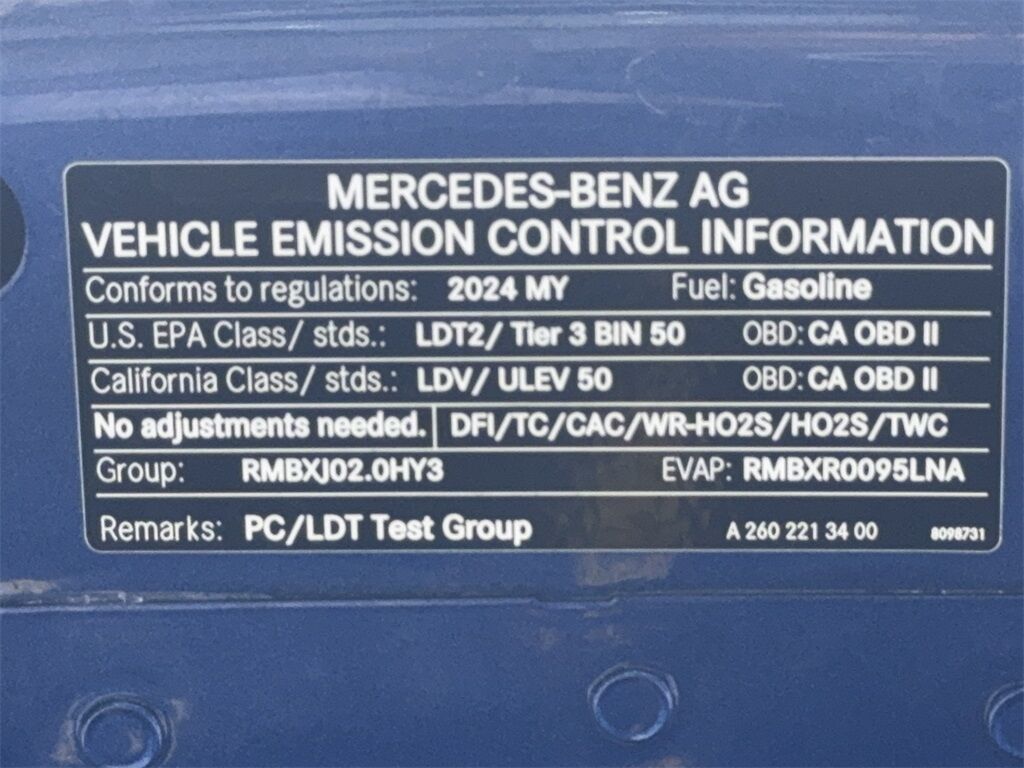 MERCEDES-BENZ AG
VEHICLE EMISSION CONTROL INFORMATION
Conforms to regulations: 2024 MY Fuel: Gasoline
U.S. EPA Class/ stds.: LDT2/ Tier 3 BIN 50 OBD: CA OBD II
California Class/ stds.: LDV/ ULEV 50 OBD: CA OBD II
No adjustments needed. DFI/TC/CAC/WR-HO2S/HO2S/TWC
Group: RMBXJ02.0HY3 EVAP: RMBXR0095LNA
Remarks: PC/LDT Test Group A 260 221 34 00 8098731